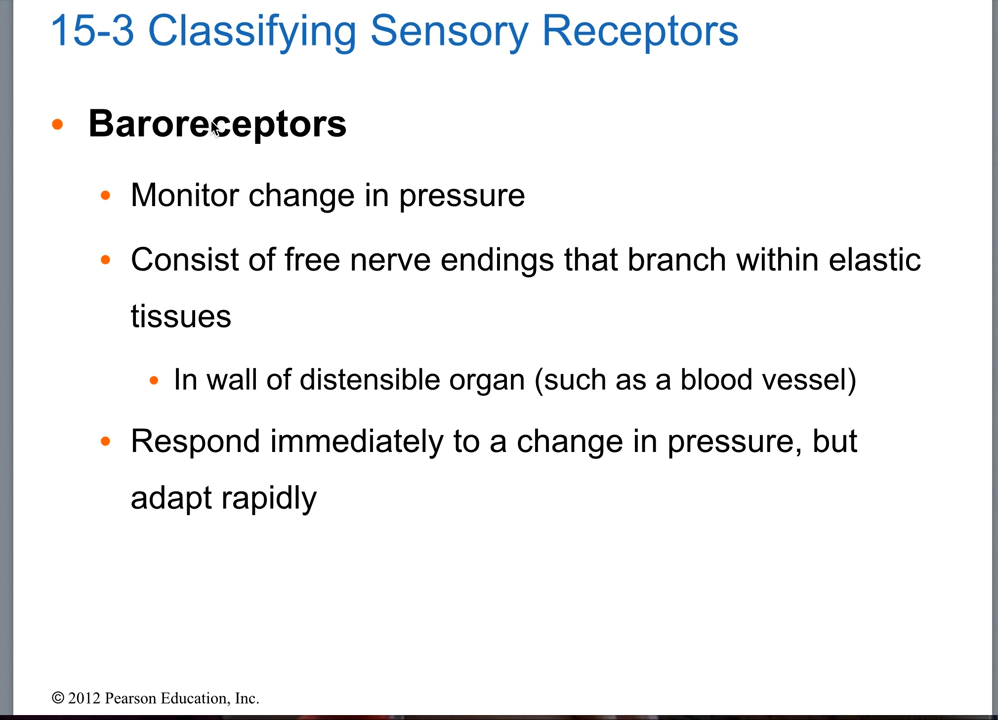 15-3 Classifying Sensory Receptors
• Baroreceptors
• Monitor change in pressure
• Consist of free nerve endings that branch within elastic
tissues
• In wall of distensible organ (such as a blood vessel)
• Respond immediately to a change in pressure, but
adapt rapidly
© 2012 Pearson Education, Inc.